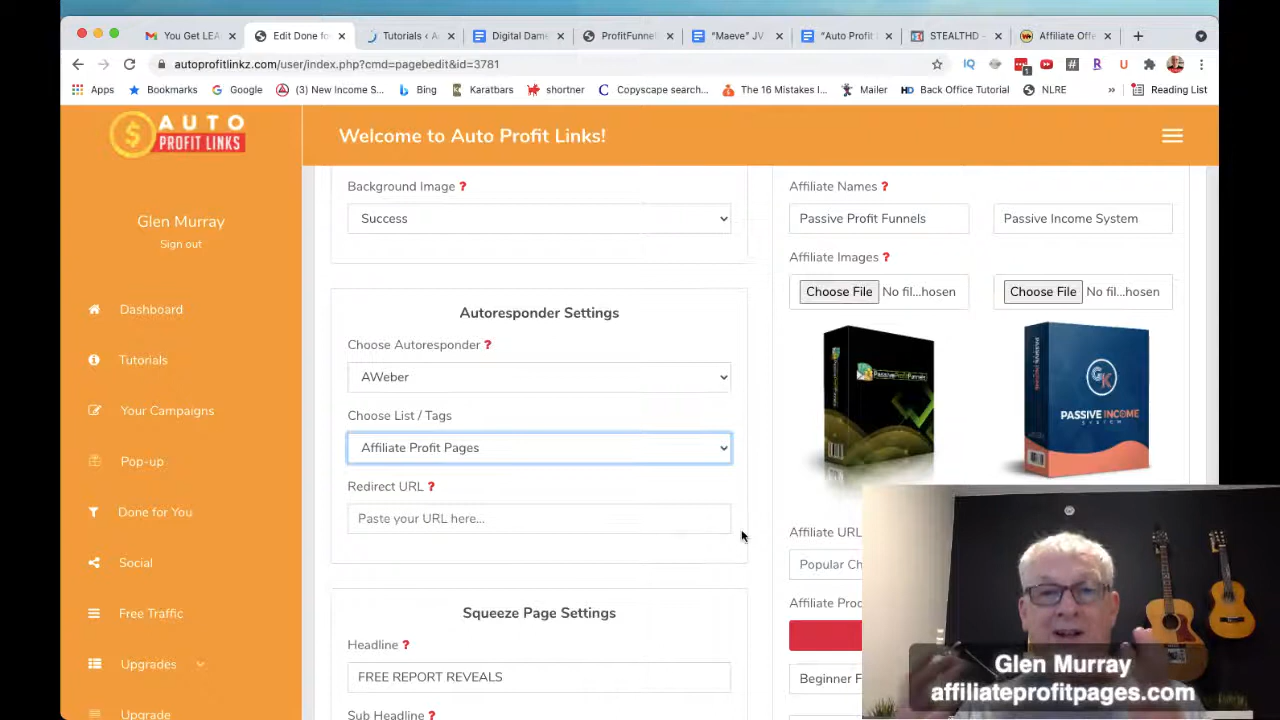 You Get LEA
Edit Done fo
Tutorials ‹ A
Digital Dame
ProfitFunnel
"Maeve" JV
"Auto Profit
STEALTHD
Affiliate Offe
autoprofitlinkz.com/user/index.php?cmd=pagebedit&id=3781
Apps
Bookmarks
Google
(3) New Income S...
Bing
Karatbars
shortner
Copyscape search...
The 16 Mistakes I...
Mailer
Back Office Tutorial
NLRE
»
Reading List
AUTO
PROFIT LINKS
Welcome to Auto Profit Links!
Glen Murray
Sign out
Dashboard
Tutorials
Your Campaigns
Pop-up
Done for You
Social
Free Traffic
Upgrades
Upgrade
Background Image ?
Success
Autoresponder Settings
Choose Autoresponder ?
AWeber
Choose List / Tags
Affiliate Profit Pages
Redirect URL ?
Paste your URL here...
Squeeze Page Settings
Headline ?
FREE REPORT REVEALS
Sub Headline ?
Affiliate Names ?
Passive Profit Funnels
Passive Income System
Affiliate Images ?
Choose File No fil...hosen
Choose File No fil...hosen
PassiveProfitFunnels
GK
PASSIVE INCOME
SYSTEM
Affiliate URL
Popular Ch
Affiliate Proc
Beginner F
Glen Murray
affiliateprofitpages.com